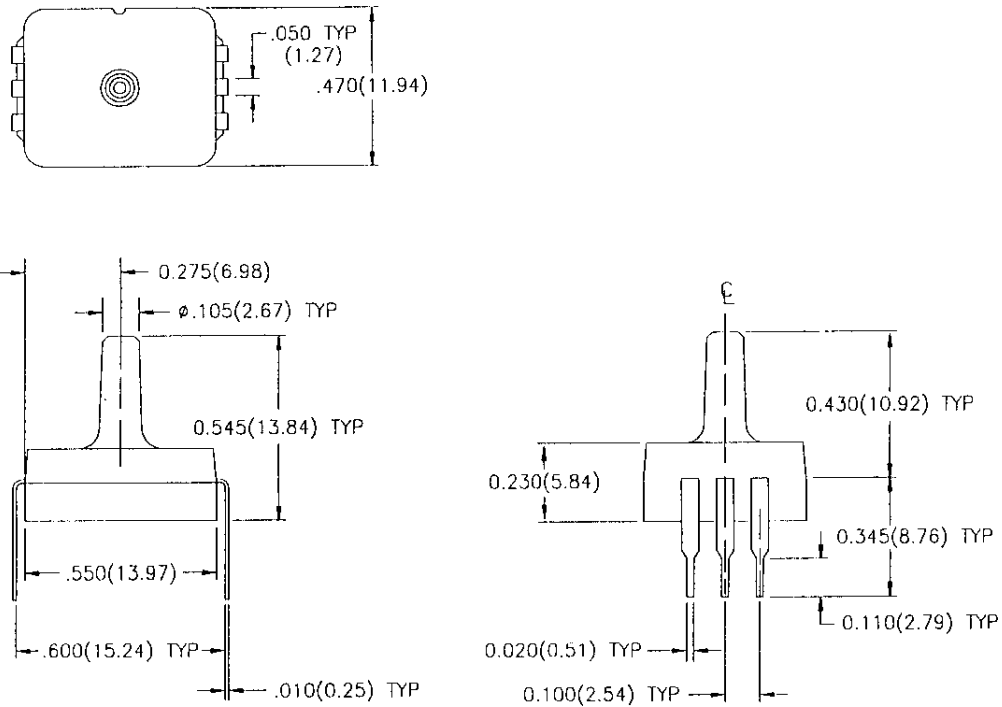 .050 TYP
(1.27)
.470(11.94)
0.275(6.98)
ø.105(2.67) TYP
0.545(13.84) TYP
.550(13.97)
.600(15.24) TYP
.010(0.25) TYP
℄
0.430(10.92) TYP
0.230(5.84)
0.345(8.76) TYP
0.110(2.79) TYP
0.020(0.51) TYP
0.100(2.54) TYP